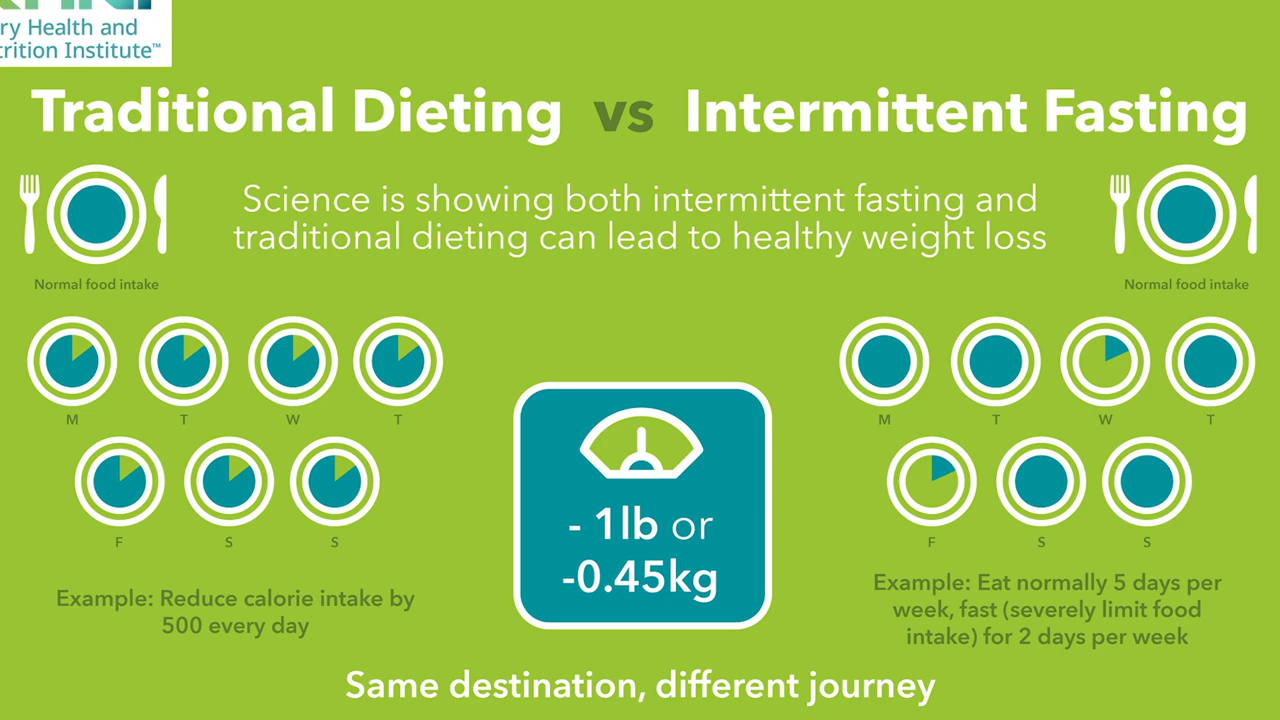 ry Health and
trition Institute™
Traditional Dieting vs Intermittent Fasting
Science is showing both intermittent fasting and
traditional dieting can lead to healthy weight loss
Normal food intake
Normal food intake
M T W T
F S S
Example: Reduce calorie intake by
500 every day
- 1lb or
-0.45kg
M T W T
F S S
Example: Eat normally 5 days per
week, fast (severely limit food
intake) for 2 days per week
Same destination, different journey